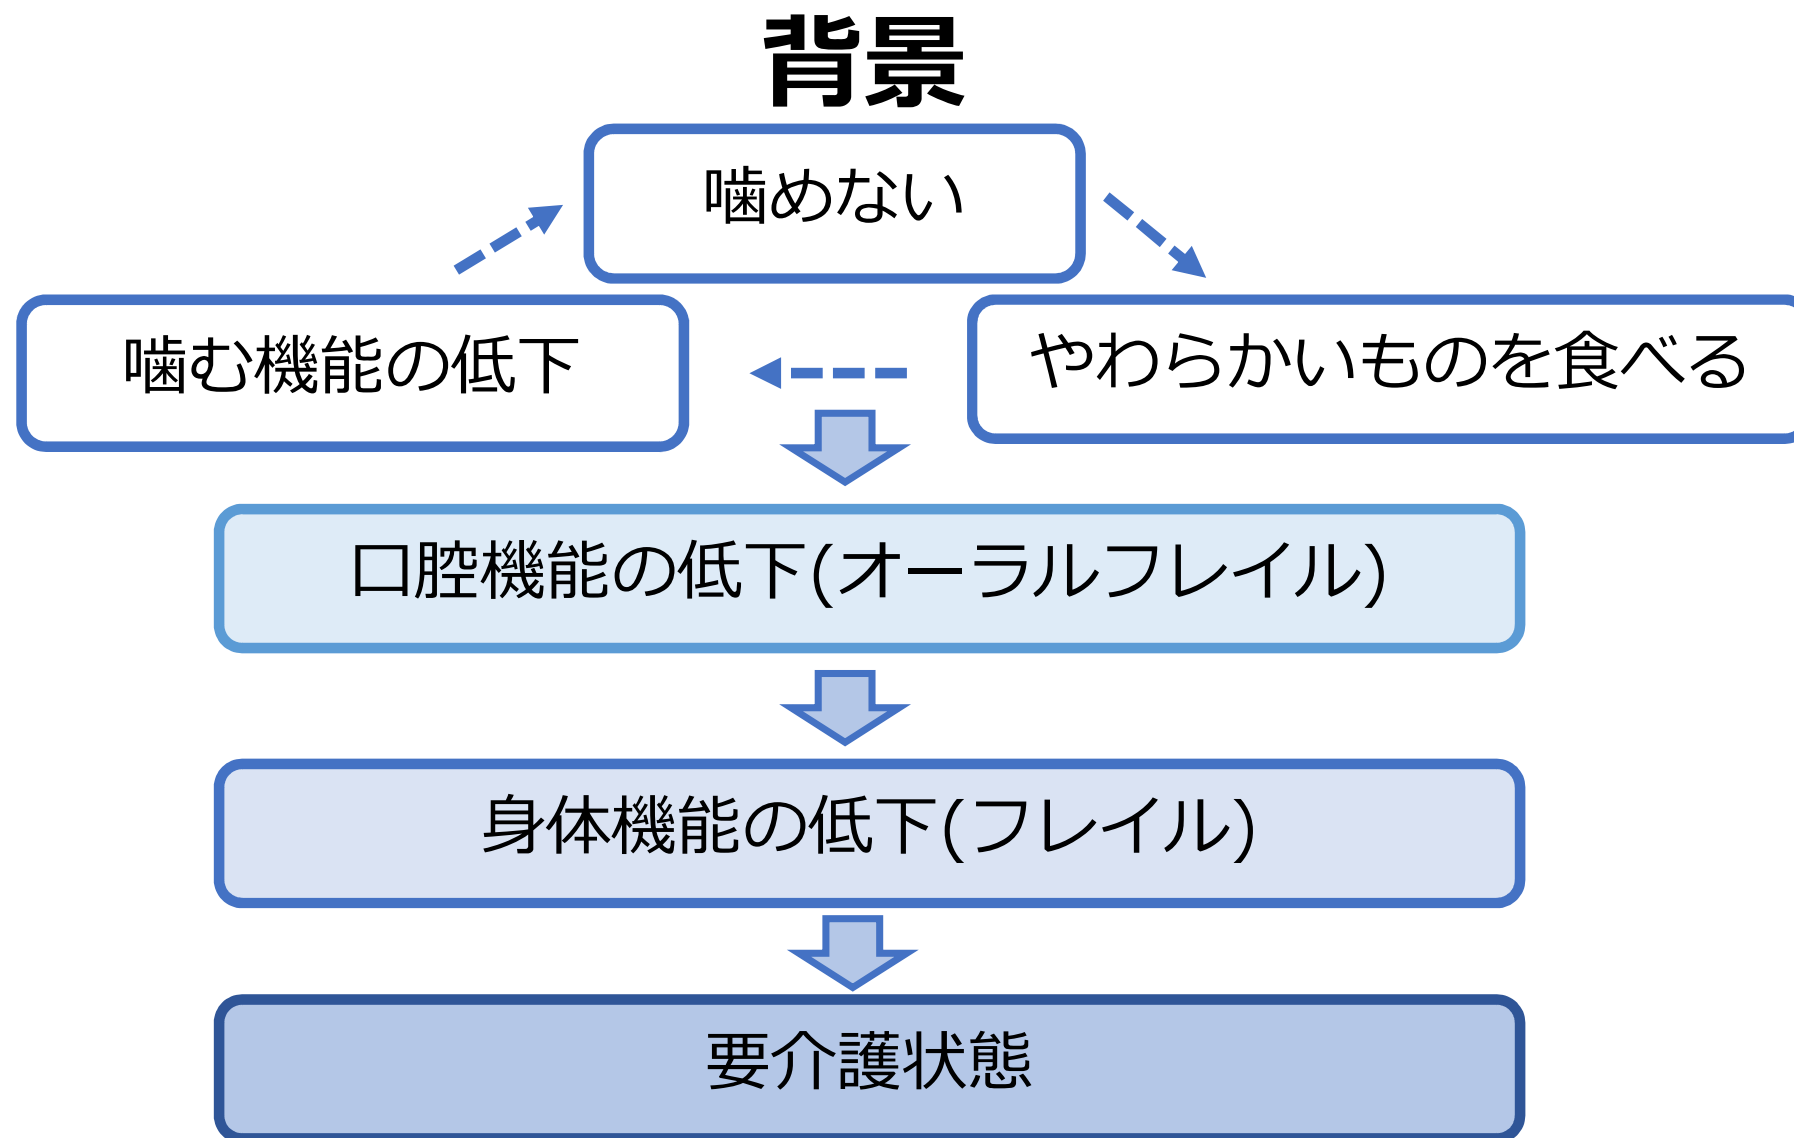 背景
噛めない
噛む機能の低下
やわらかいものを食べる
口腔機能の低下(オーラルフレイル)
身体機能の低下(フレイル)
要介護状態